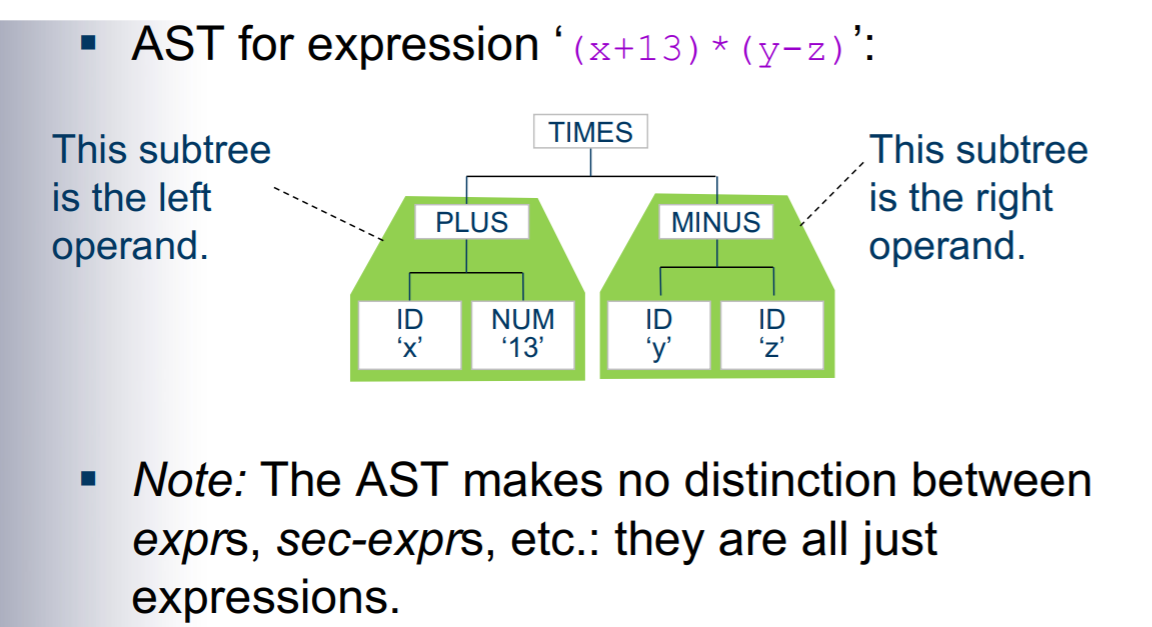 ▪ AST for expression ‘(x+13)*(y-z)’:
This subtree
is the left
operand.
TIMES
This subtree
is the right
operand.
PLUS
MINUS
ID
‘x’
NUM
‘13’
ID
‘y’
ID
‘z’
▪ Note: The AST makes no distinction between
exprs, sec-exprs, etc.: they are all just
expressions.